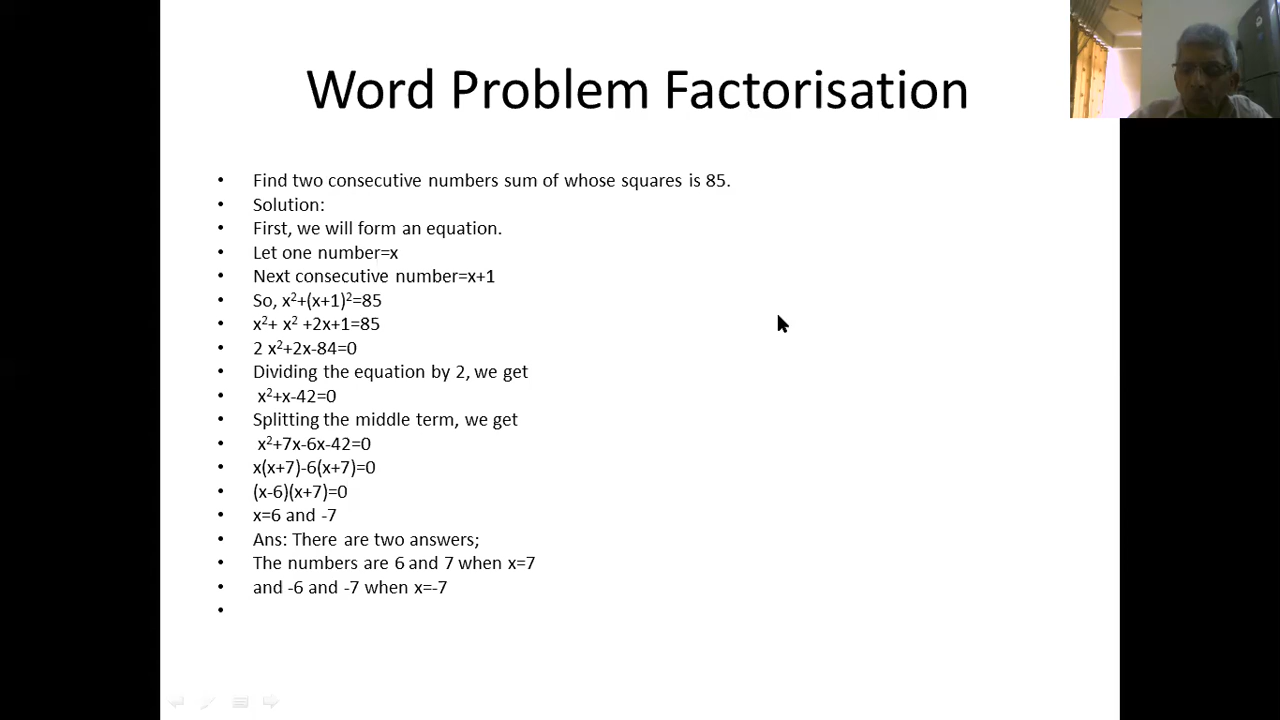 Word Problem Factorisation
• Find two consecutive numbers sum of whose squares is 85.
• Solution:
• First, we will form an equation.
• Let one number=x
• Next consecutive number=x+1
• So, x²+(x+1)²=85
• x²+ x² +2x+1=85
• 2 x²+2x-84=0
• Dividing the equation by 2, we get
• x²+x-42=0
• Splitting the middle term, we get
• x²+7x-6x-42=0
• x(x+7)-6(x+7)=0
• (x-6)(x+7)=0
• x=6 and -7
• Ans: There are two answers;
• The numbers are 6 and 7 when x=7
• and -6 and -7 when x=-7
•